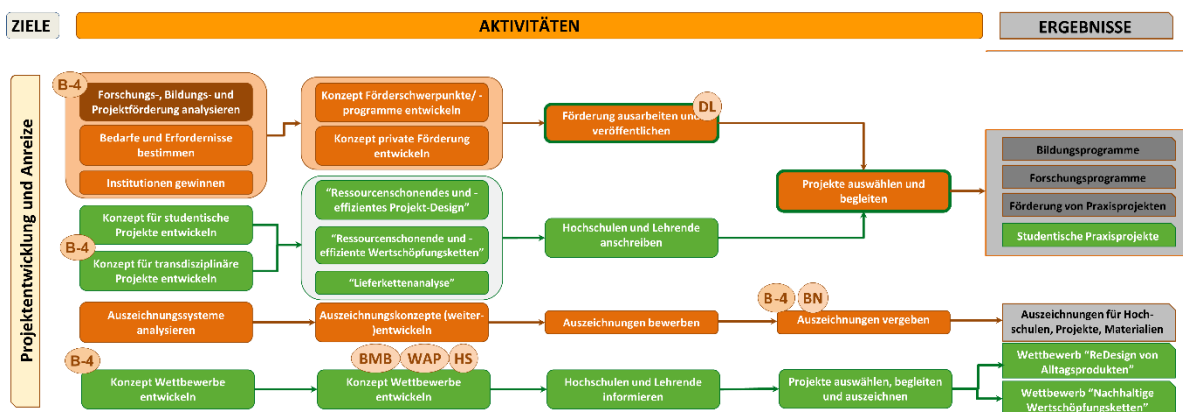 ZIELE
AKTIVITÄTEN
ERGEBNISSE
Projektentwicklung und Anreize
B-4
Forschungs-, Bildungs- und
Projektförderung analysieren
Bedarfe und Erfordernisse
bestimmen
Institutionen gewinnen
Konzept Förderschwerpunkte/ -
programme entwickeln
Konzept private Förderung
entwickeln
DL
Förderung ausarbeiten und
veröffentlichen
Projekte auswählen und
begleiten
Bildungsprogramme
Forschungsprogramme
Förderung von Praxisprojekten
Studentische Praxisprojekte
Konzept für studentische
Projekte entwickeln
B-4
Konzept für transdisziplinäre
Projekte entwickeln
"Ressourcenschonendes und -
effizientes Projekt-Design"
"Ressourcenschonende und -
effiziente Wertschöpfungsketten"
"Lieferkettenanalyse"
Hochschulen und Lehrende
anschreiben
Auszeichnungssysteme
analysieren
Auszeichnungskonzepte (weiter-
)entwickeln
Auszeichnungen bewerben
B-4
BN
Auszeichnungen vergeben
Auszeichnungen für Hoch-
schulen, Projekte, Materialien
B-4
Konzept Wettbewerbe
entwickeln
BMB
WAP
HS
Konzept Wettbewerbe
entwickeln
Hochschulen und Lehrende
informieren
Projekte auswählen, begleiten
und auszeichnen
Wettbewerb "ReDesign von
Alltagsprodukten"
Wettbewerb "Nachhaltige
Wertschöpfungsketten"